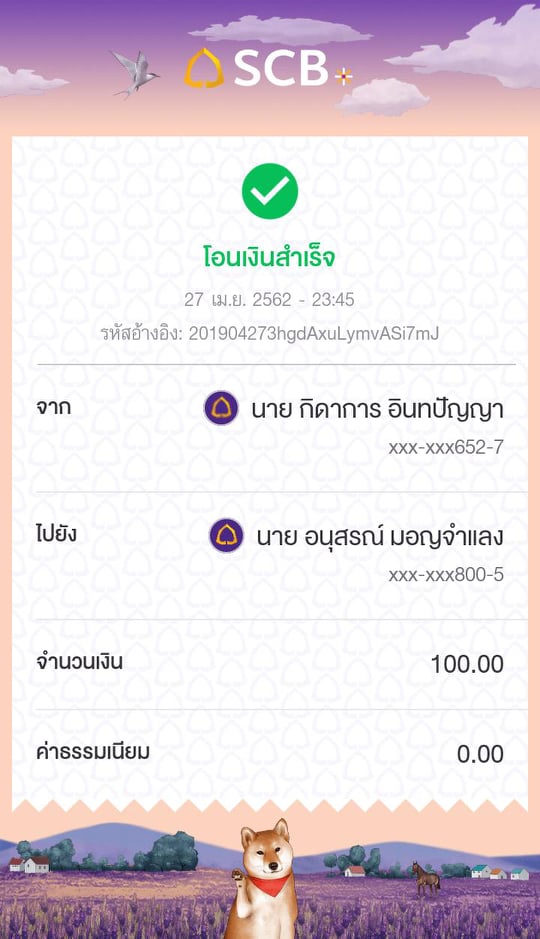 SCB
โอนเงินสำเร็จ
27 เม.ย. 2562 - 23:45
รหัสอ้างอิง: 201904273hgdAxuLymvASi7mJ
จาก
นาย กิดาการ อินทปัญญา
xxx-xxx652-7
ไปยัง
นาย อนุสรณ์ มอญจำแลง
xxx-xxx800-5
จำนวนเงิน 100.00
ค่าธรรมเนียม 0.00